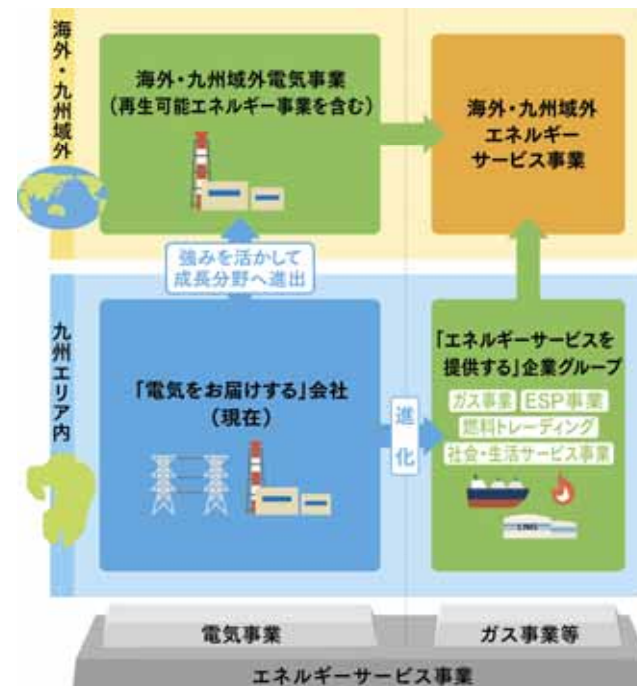 海外・九州域外
海外・九州域外電気事業
（再生可能エネルギー事業を含む）
海外・九州域外
エネルギー
サービス事業
強みを活かして
成長分野へ進出
九州エリア内
「電気をお届けする」会社
（現在）
進化
「エネルギーサービスを
提供する」企業グループ
ガス事業 ESP事業
燃料トレーディング
社会・生活サービス事業
LNG
電気事業
ガス事業等
エネルギーサービス事業